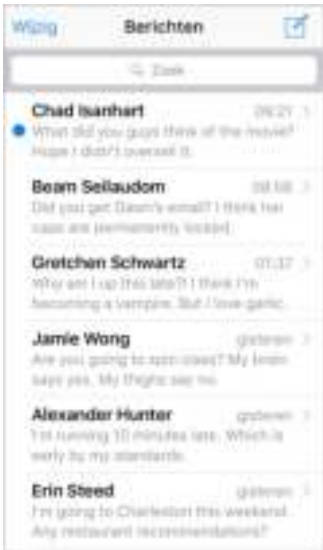 Wijzig Berichten
Zoek
Chad Isanhart 09:21
What did you guys think of the movie?
Hope I didn't oversell it.
Beam Sellaudom 08:58
Did you get Dawn's email? I think her
caps are permanently locked.
Gretchen Schwartz 01:37
Why am I up this late?! I think I'm
becoming a vampire. But I love garlic.
Jamie Wong gisteren
Are you going to spin class? My brain
says yes. My thighs say no.
Alexander Hunter gisteren
I'm running 10 minutes late. Which is
early by my standards.
Erin Steed gisteren
I'm going to Charleston this weekend.
Any restaurant recommendations?